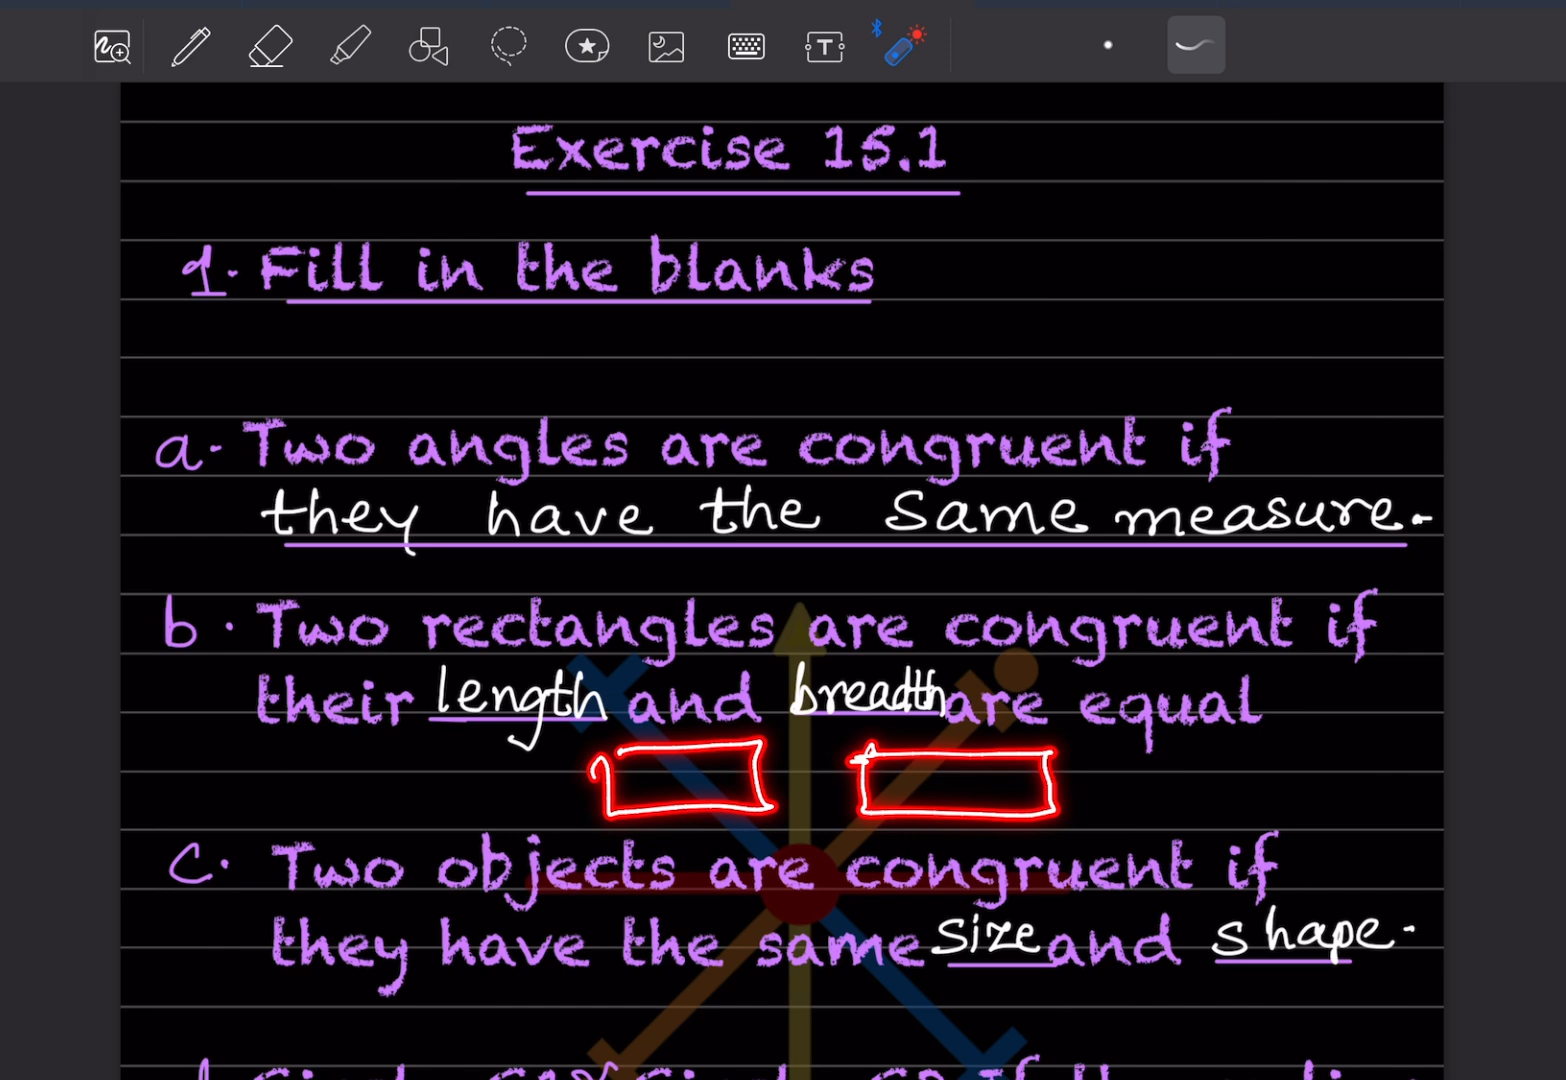 Exercise 15.1
1. Fill in the blanks
a. Two angles are congruent if
they have the same measure.
b. Two rectangles are congruent if
their length and breadth are equal
c. Two objects are congruent if
they have the same size and shape.